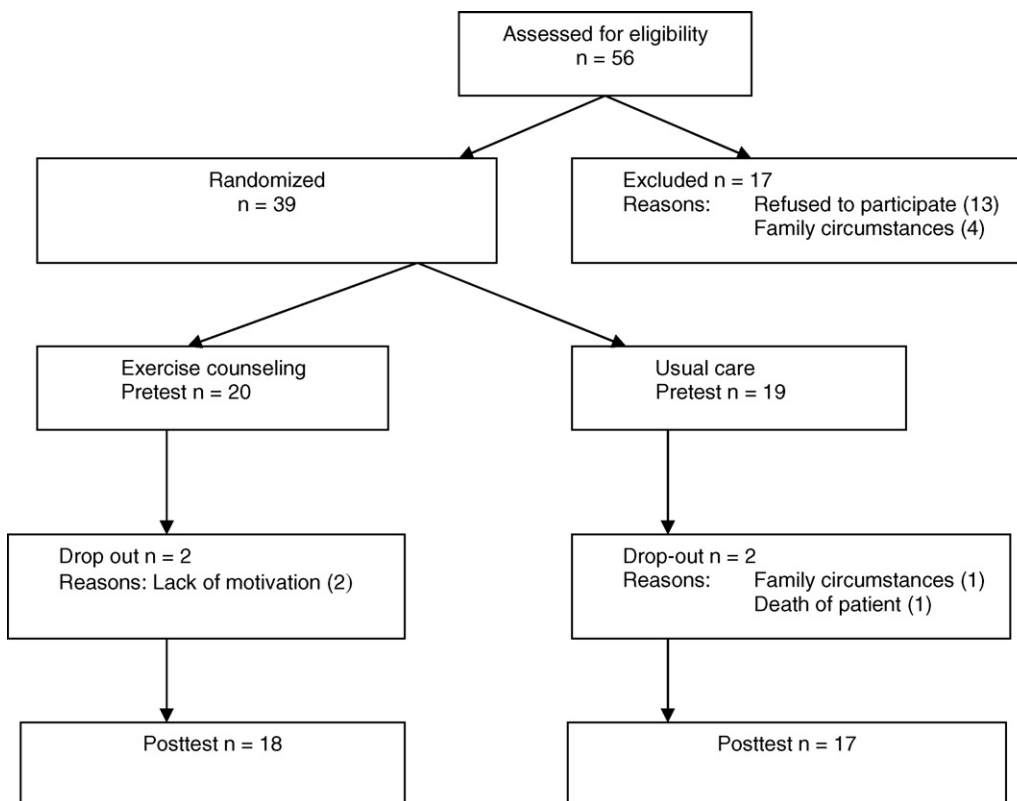 Assessed for eligibility
n = 56
Randomized
n = 39
Excluded n = 17
Reasons: Refused to participate (13)
Family circumstances (4)
Exercise counseling
Pretest n = 20
Usual care
Pretest n = 19
Drop out n = 2
Reasons: Lack of motivation (2)
Drop-out n = 2
Reasons: Family circumstances (1)
Death of patient (1)
Posttest n = 18
Posttest n = 17